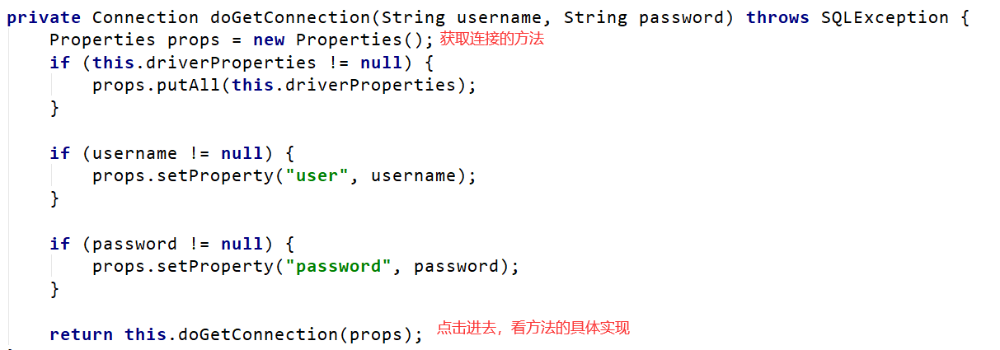 private Connection doGetConnection(String username, String password) throws SQLException {
    Properties props = new Properties(); 获取连接的方法
    if (this.driverProperties != null) {
        props.putAll(this.driverProperties);
    }
    if (username != null) {
        props.setProperty("user", username);
    }
    if (password != null) {
        props.setProperty("password", password);
    }
    return this.doGetConnection(props); 点击进去，看方法的具体实现